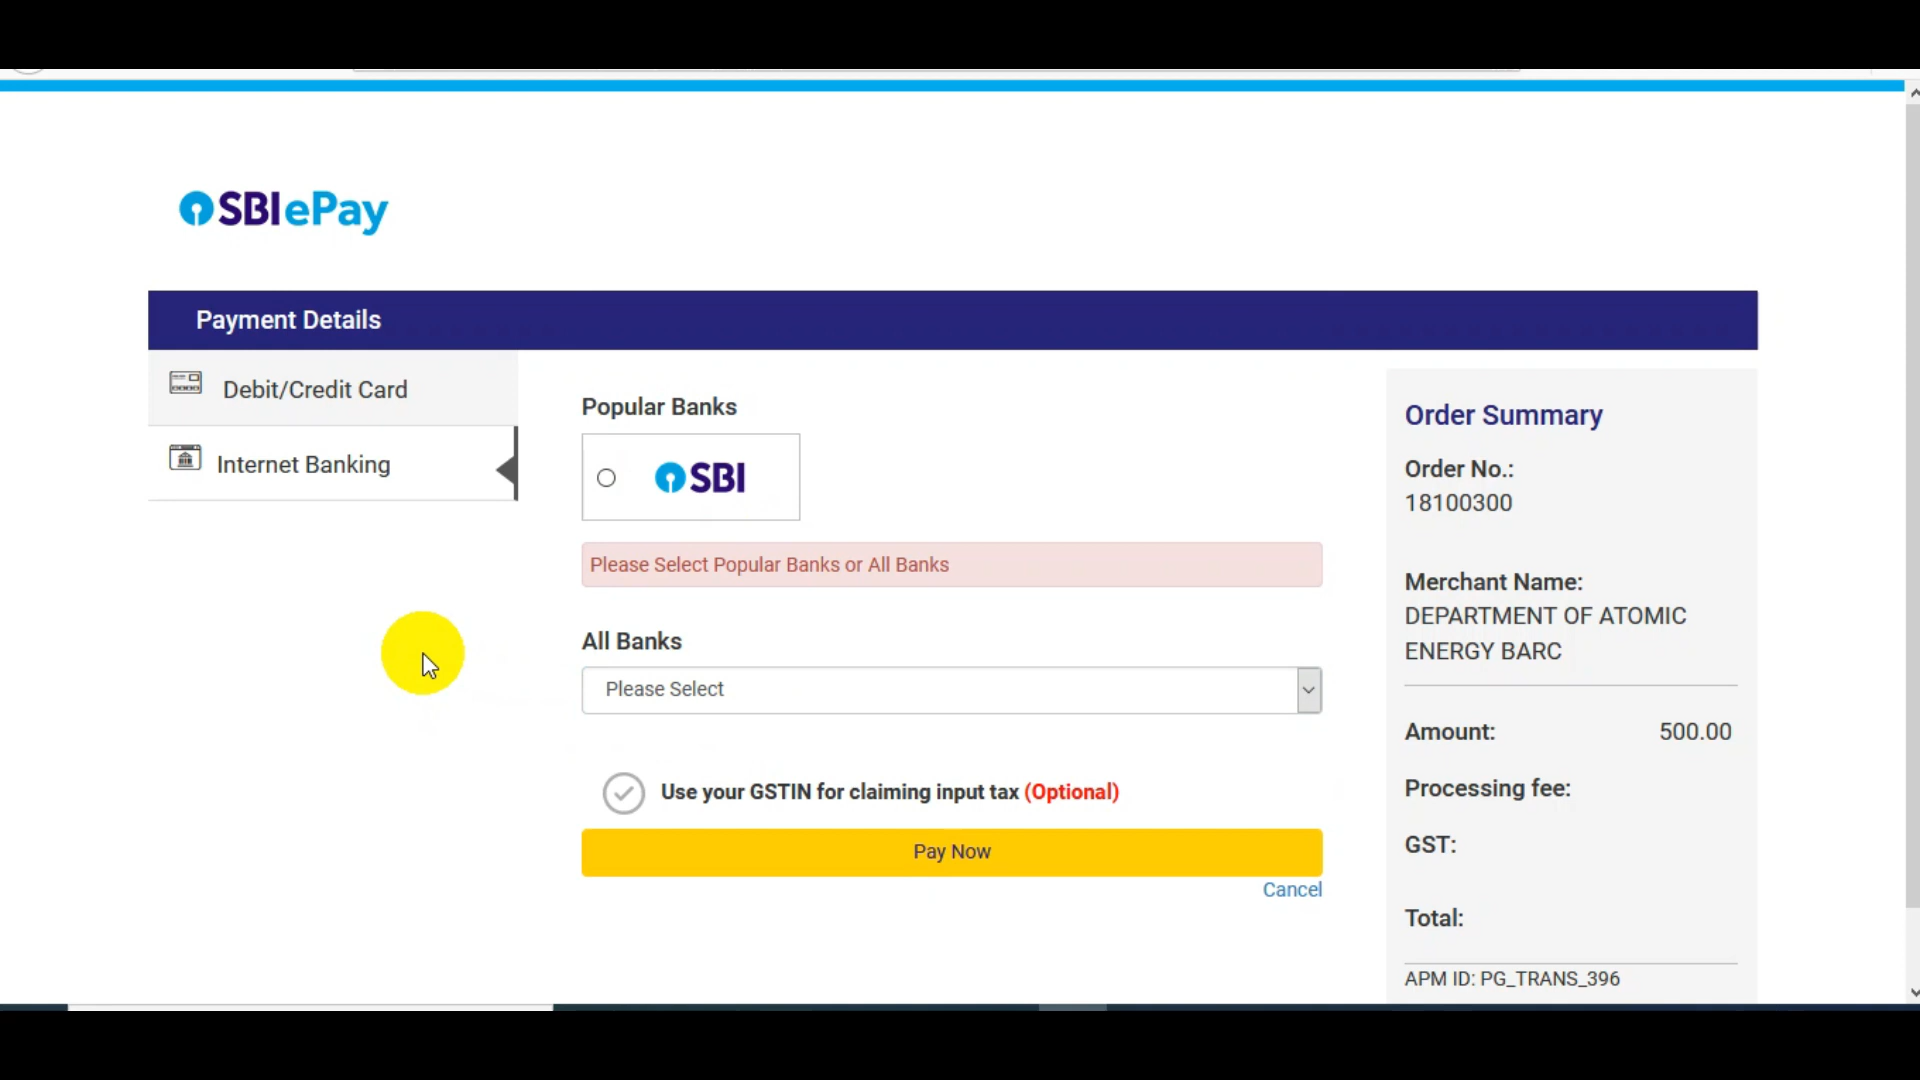 SBI ePay
Payment Details
Debit/Credit Card
Internet Banking
Popular Banks
SBI
Please Select Popular Banks or All Banks
All Banks
Please Select
Use your GSTIN for claiming input tax (Optional)
Pay Now
Cancel
Order Summary
Order No.:
18100300
Merchant Name:
DEPARTMENT OF ATOMIC
ENERGY BARC
Amount: 500.00
Processing fee:
GST:
Total:
APM ID: PG_TRANS_396